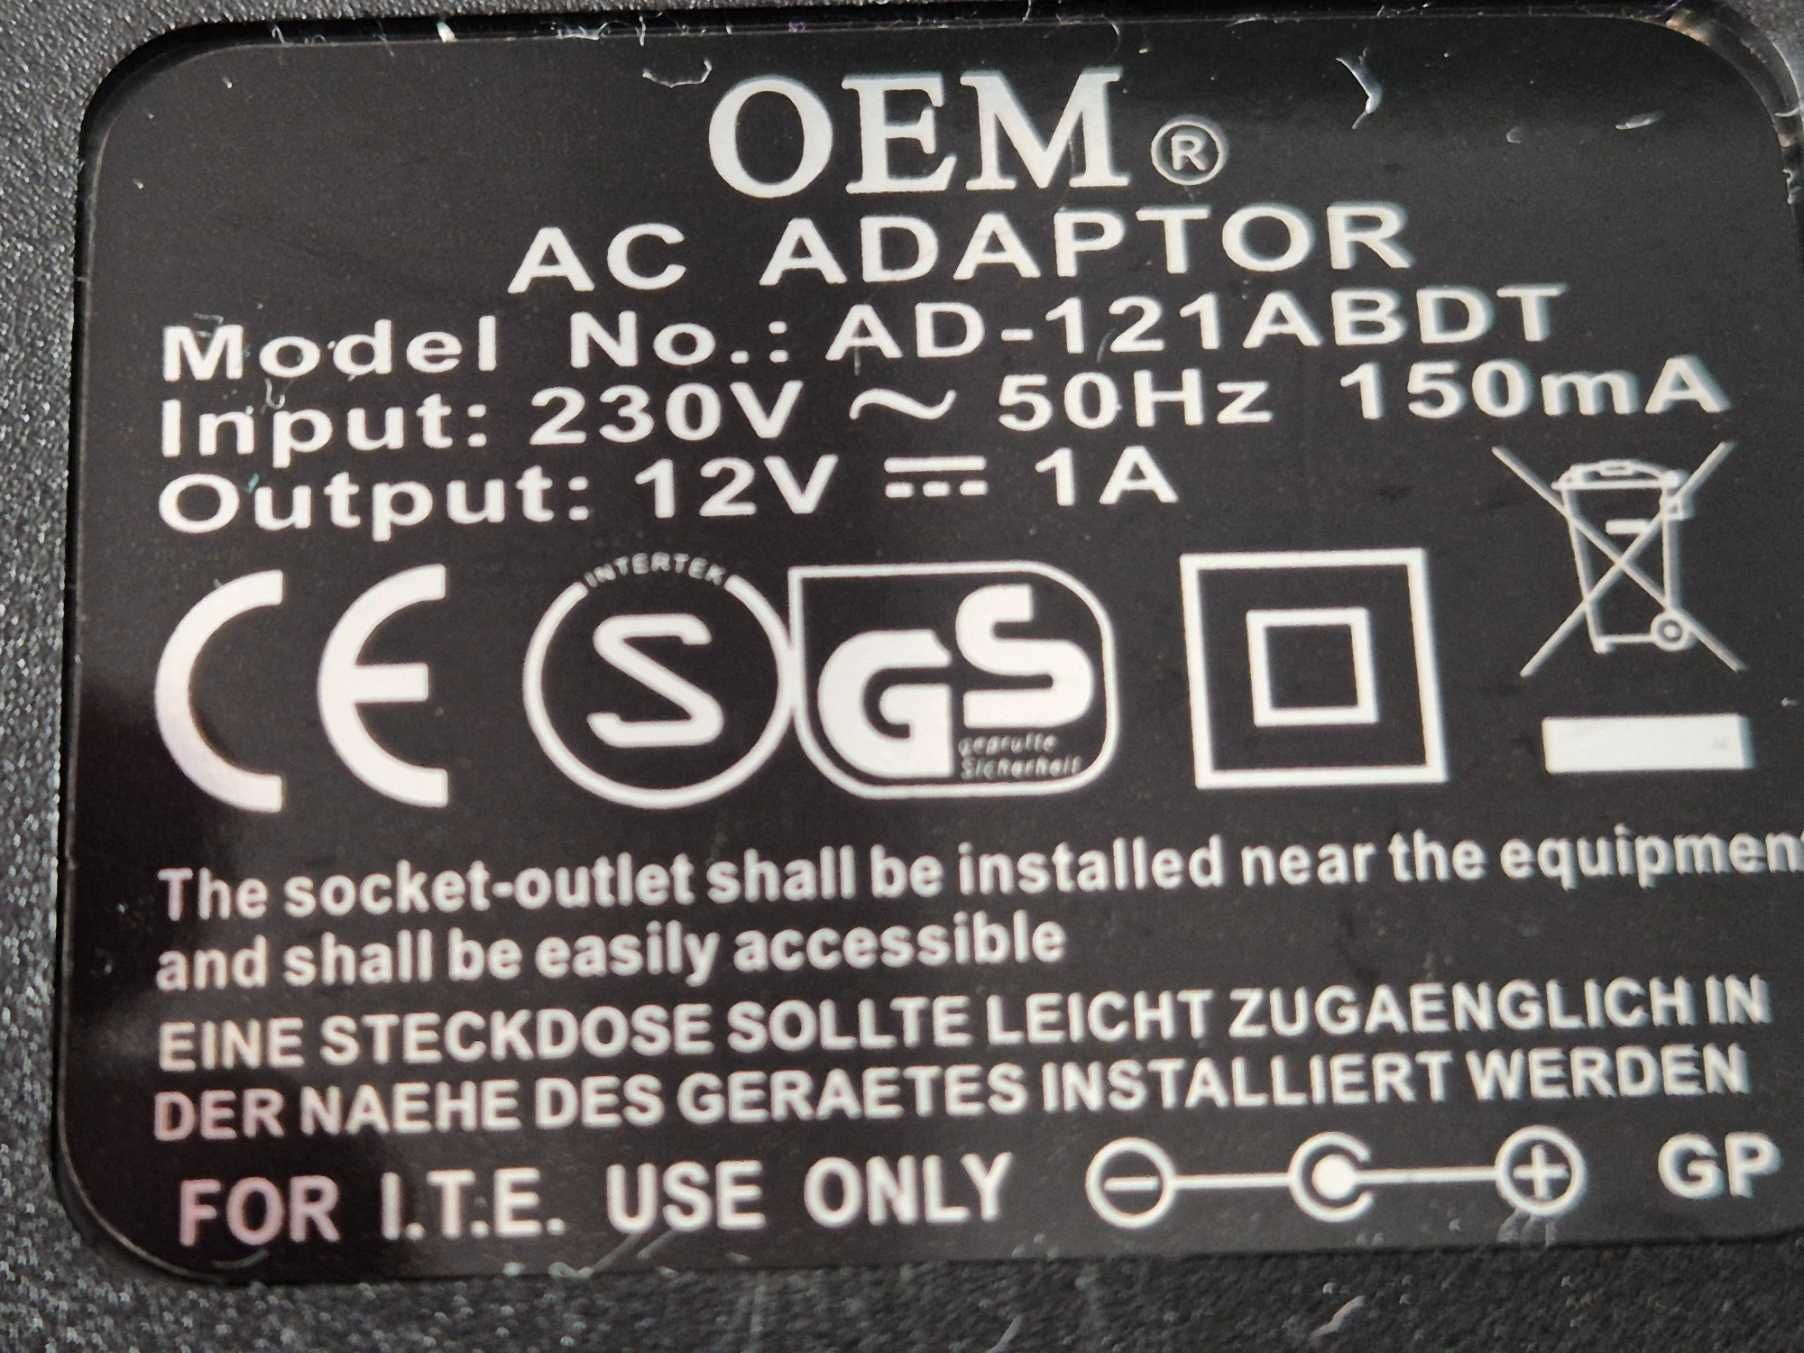 OEM®
AC ADAPTOR
Model No.: AD-121ABDT
Input: 230V ~ 50Hz 150mA
Output: 12V ⎓ 1A
CE INTERTEK S GS geprüfte Sicherheit
The socket-outlet shall be installed near the equipment
and shall be easily accessible
EINE STECKDOSE SOLLTE LEICHT ZUGAENGLICH IN
DER NAEHE DES GERAETES INSTALLIERT WERDEN
FOR I.T.E. USE ONLY - + GP